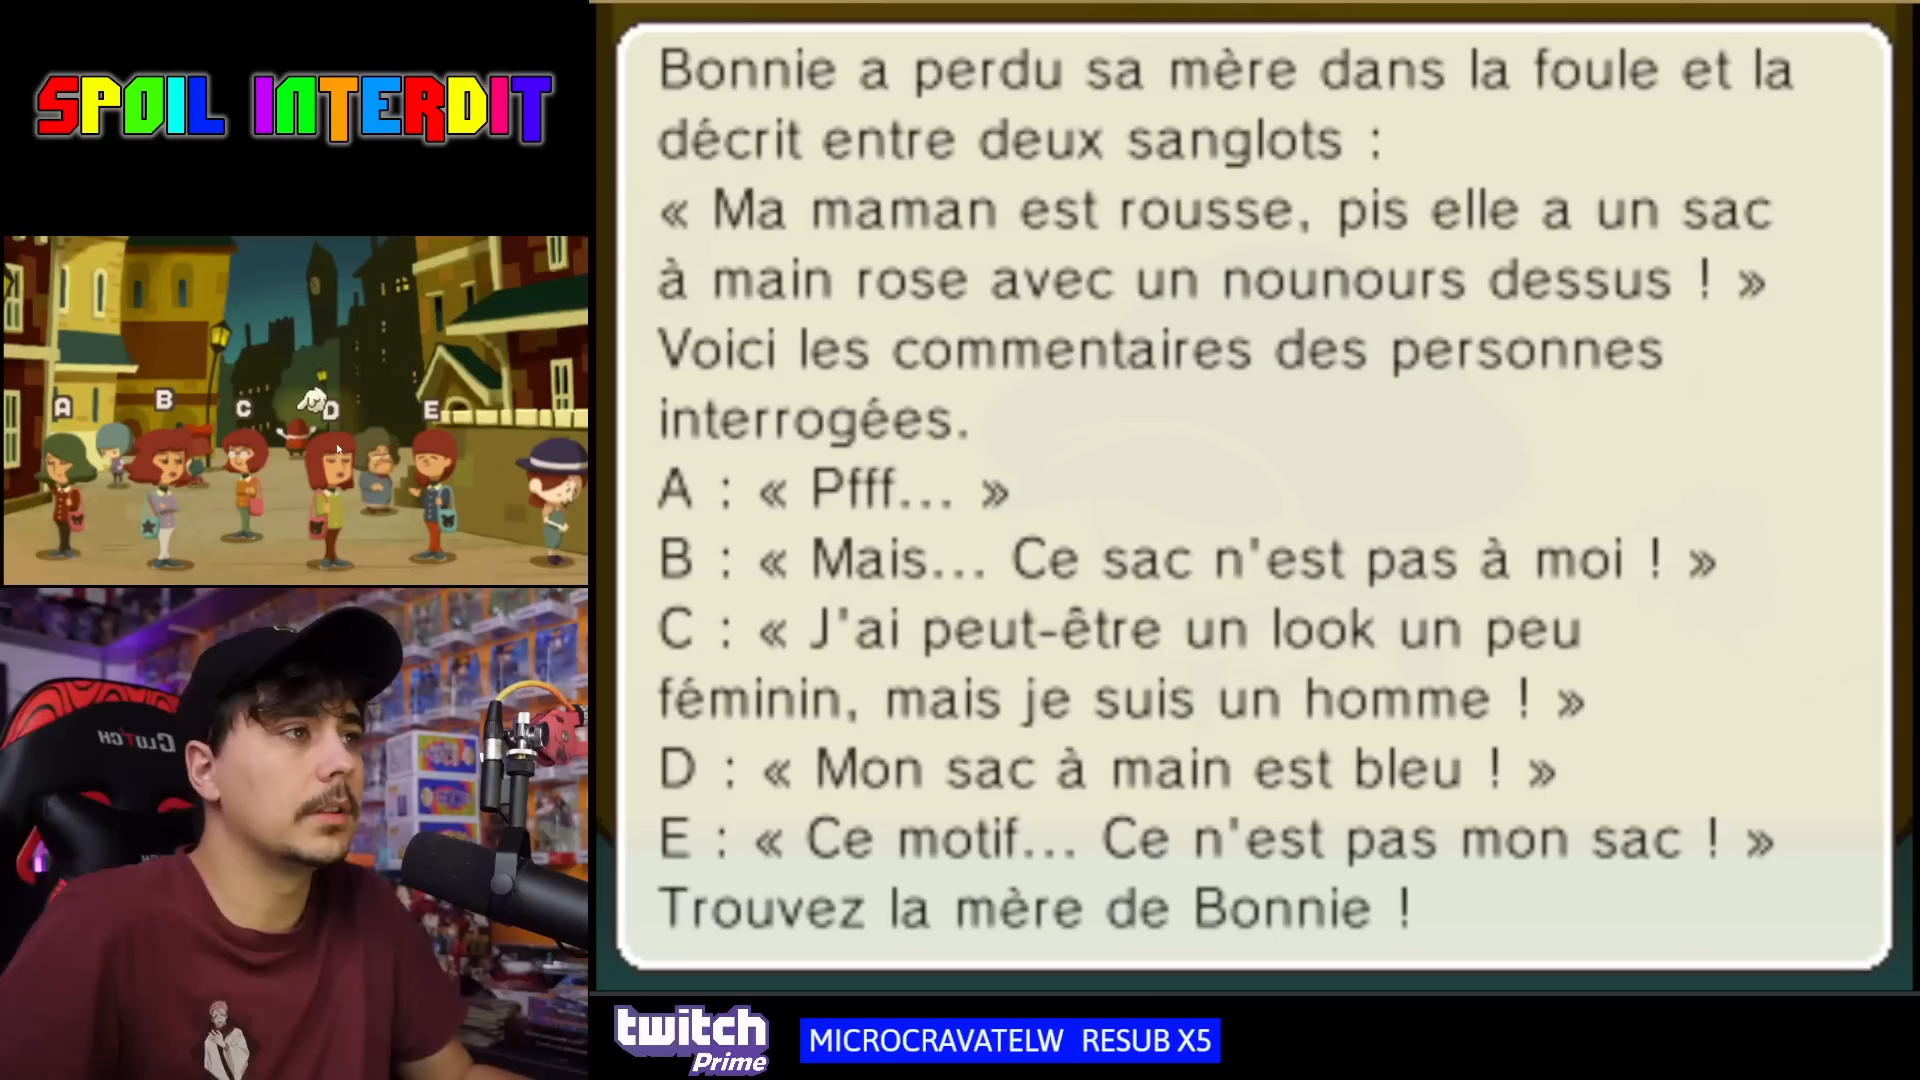 SPOIL INTERDIT
A
B
C
D
E
Bonnie a perdu sa mère dans la foule et la
décrit entre deux sanglots :
« Ma maman est rousse, pis elle a un sac
à main rose avec un nounours dessus ! »
Voici les commentaires des personnes
interrogées.
A : « Pfff... »
B : « Mais... Ce sac n'est pas à moi ! »
C : « J'ai peut-être un look un peu
féminin, mais je suis un homme ! »
D : « Mon sac à main est bleu ! »
E : « Ce motif... Ce n'est pas mon sac ! »
Trouvez la mère de Bonnie !
twitch
Prime
MICROCRAVATELW RESUB X5